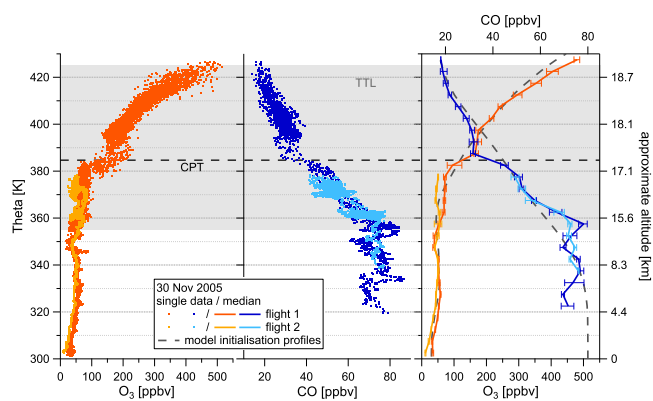 CO [ppbv]
20 40 60 80
Theta [K]
420
400
380
360
340
320
300
TTL
CPT
18.7
18.1
17.1
15.6
8.3
4.4
0
approximate altitude [km]
30 Nov 2005
single data / median
/ flight 1
/ flight 2
model initialisation profiles
0 100 200 300 400 500
O3 [ppbv]
20 40 60 80
CO [ppbv]
0 100 200 300 400 500
O3 [ppbv]